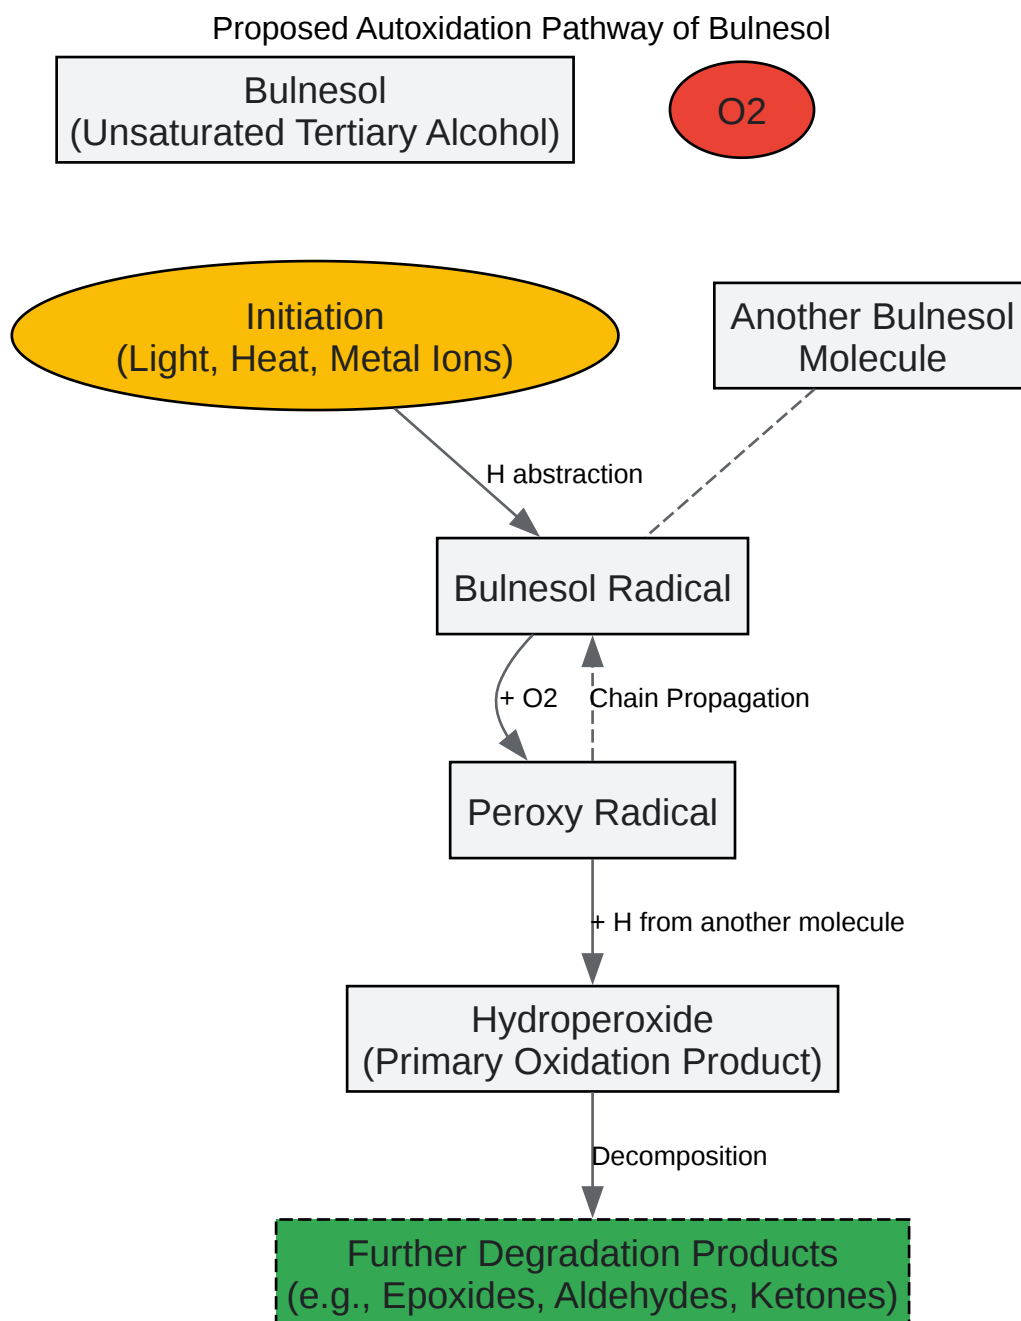 Proposed Autoxidation Pathway of Bulnesol
Bulnesol
(Unsaturated Tertiary Alcohol)
O2
Initiation
(Light, Heat, Metal Ions)
Another Bulnesol
Molecule
H abstraction
Bulnesol Radical
+ O2
Chain Propagation
Peroxy Radical
+ H from another molecule
Hydroperoxide
(Primary Oxidation Product)
Decomposition
Further Degradation Products
(e.g., Epoxides, Aldehydes, Ketones)